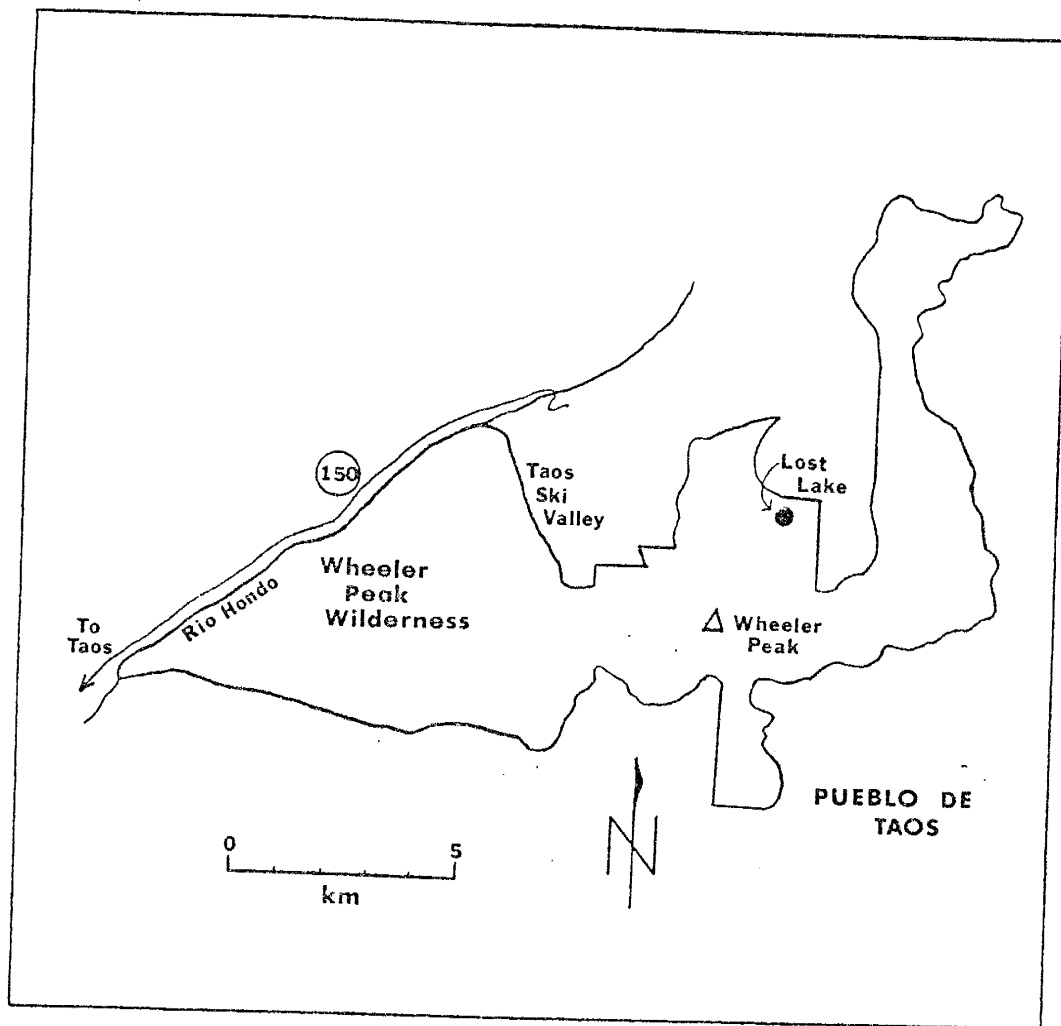 150
Taos
Ski
Valley
Lost
Lake
Wheeler
Peak
Wilderness
Rio Hondo
To
Taos
Wheeler
Peak
PUEBLO DE
TAOS
N
0 5
km